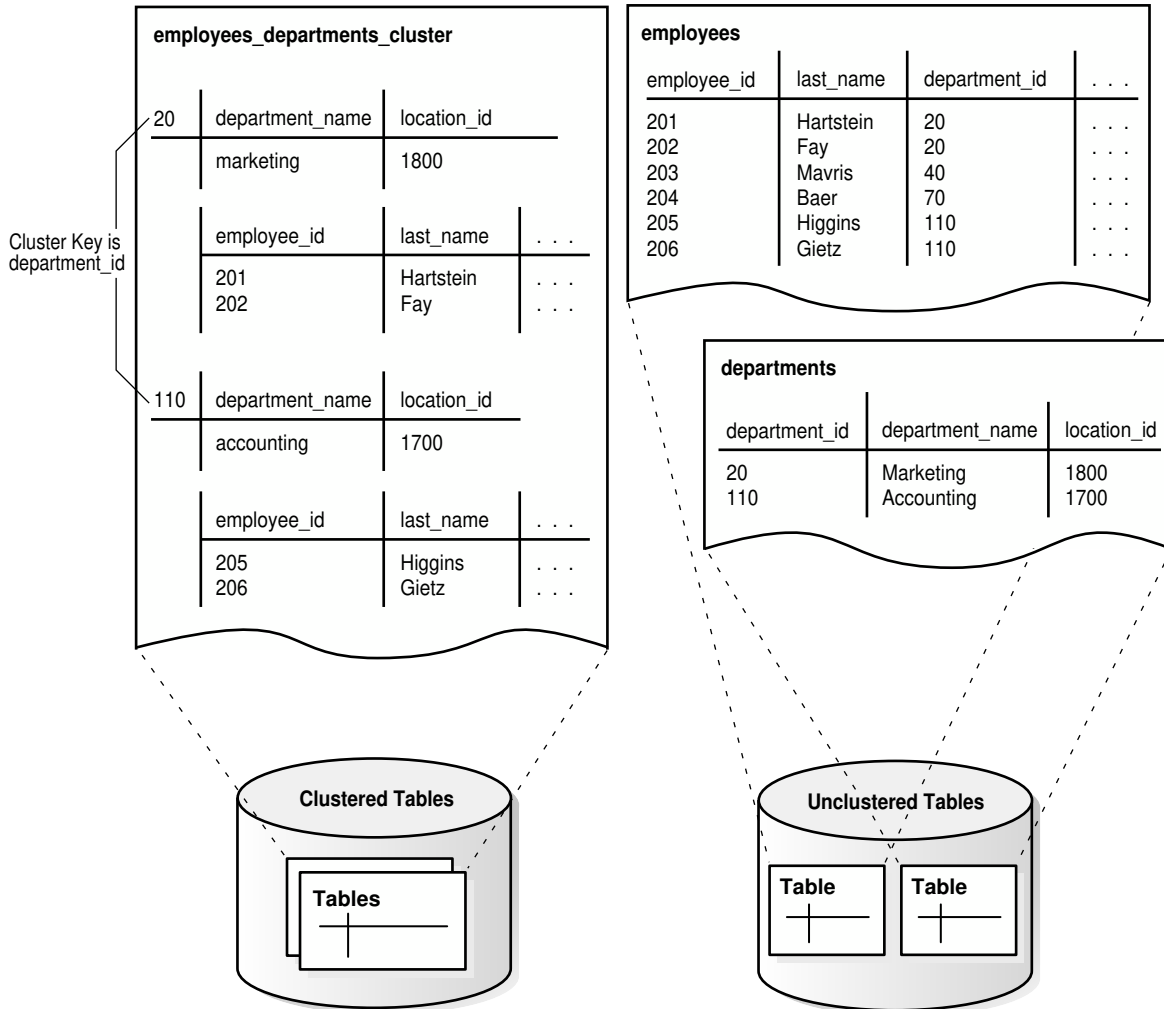 employees_departments_cluster
20 department_name location_id
marketing 1800
employee_id last_name . . .
201 Hartstein . . .
202 Fay . . .
Cluster Key is
department_id
110 department_name location_id
accounting 1700
employee_id last_name . . .
205 Higgins . . .
206 Gietz . . .
employees
employee_id last_name department_id . . .
201 Hartstein 20 . . .
202 Fay 20 . . .
203 Mavris 40 . . .
204 Baer 70 . . .
205 Higgins 110 . . .
206 Gietz 110 . . .
departments
department_id department_name location_id
20 Marketing 1800
110 Accounting 1700
Clustered Tables
Tables
Unclustered Tables
Table Table